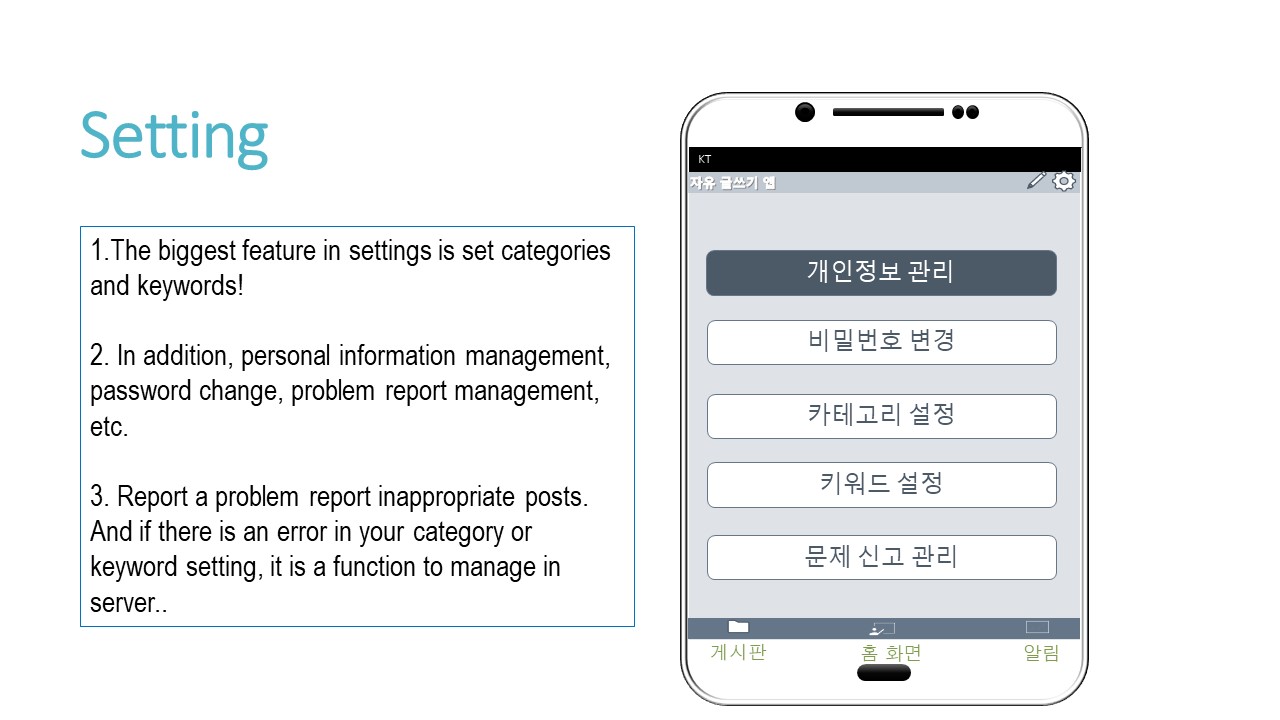 Setting
1.The biggest feature in settings is set categories
and keywords!
2. In addition, personal information management,
password change, problem report management,
etc.
3. Report a problem report inappropriate posts.
And if there is an error in your category or
keyword setting, it is a function to manage in
server..
KT
자유 글쓰기 앱
개인정보 관리
비밀번호 변경
카테고리 설정
키워드 설정
문제 신고 관리
게시판 홈 화면 알림